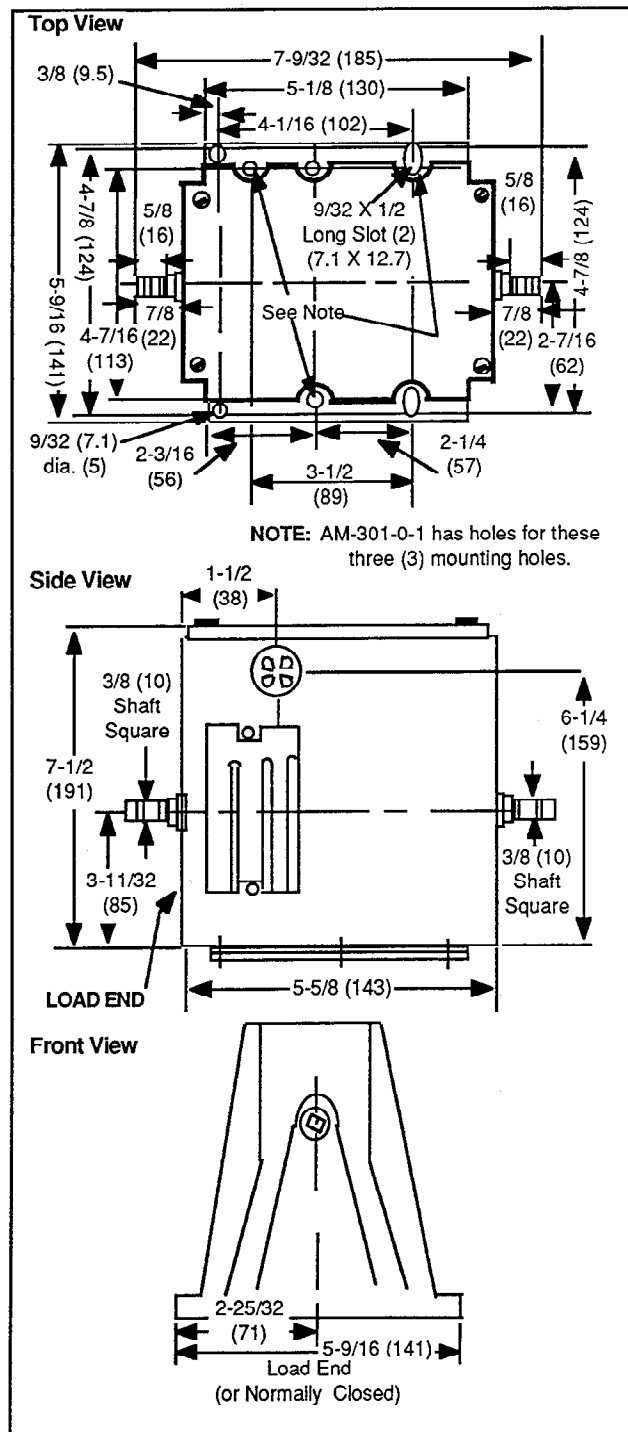 Top View
7-9/32 (185)
3/8 (9.5)
5-1/8 (130)
4-1/16 (102)
4-7/8 (124)
5-9/16 (141)
4-7/16
(113)
5/8
(16)
9/32 X 1/2
Long Slot (2)
(7.1 X 12.7)
5/8
(16)
4-7/8 (124)
See Note
7/8
(22)
7/8
(22)
2-7/16
(62)
9/32 (7.1)
dia. (5)
2-3/16
(56)
2-1/4
(57)
3-1/2
(89)
NOTE: AM-301-0-1 has holes for these
three (3) mounting holes.
Side View
1-1/2
(38)
3/8 (10)
Shaft
Square
7-1/2
(191)
6-1/4
(159)
3-11/32
(85)
3/8 (10)
Shaft
Square
LOAD END
5-5/8 (143)
Front View
2-25/32
(71)
5-9/16 (141)
Load End
(or Normally Closed)